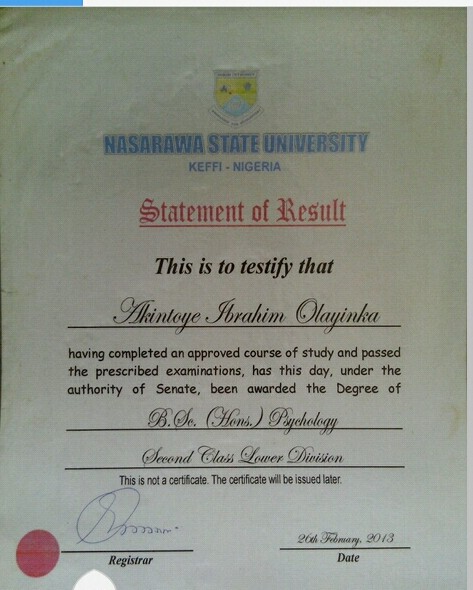 NASARAWA STATE UNIVERSITY
KEFFI - NIGERIA
Statement of Result
This is to testify that
Akintoye Ibrahim Olayinka
having completed an approved course of study and passed
the prescribed examinations, has this day, under the
authority of Senate, been awarded the Degree of
B.Sc. (Hons.) Psychology
Second Class Lower Division
This is not a certificate. The certificate will be issued later.
26th February, 2013
Registrar
Date